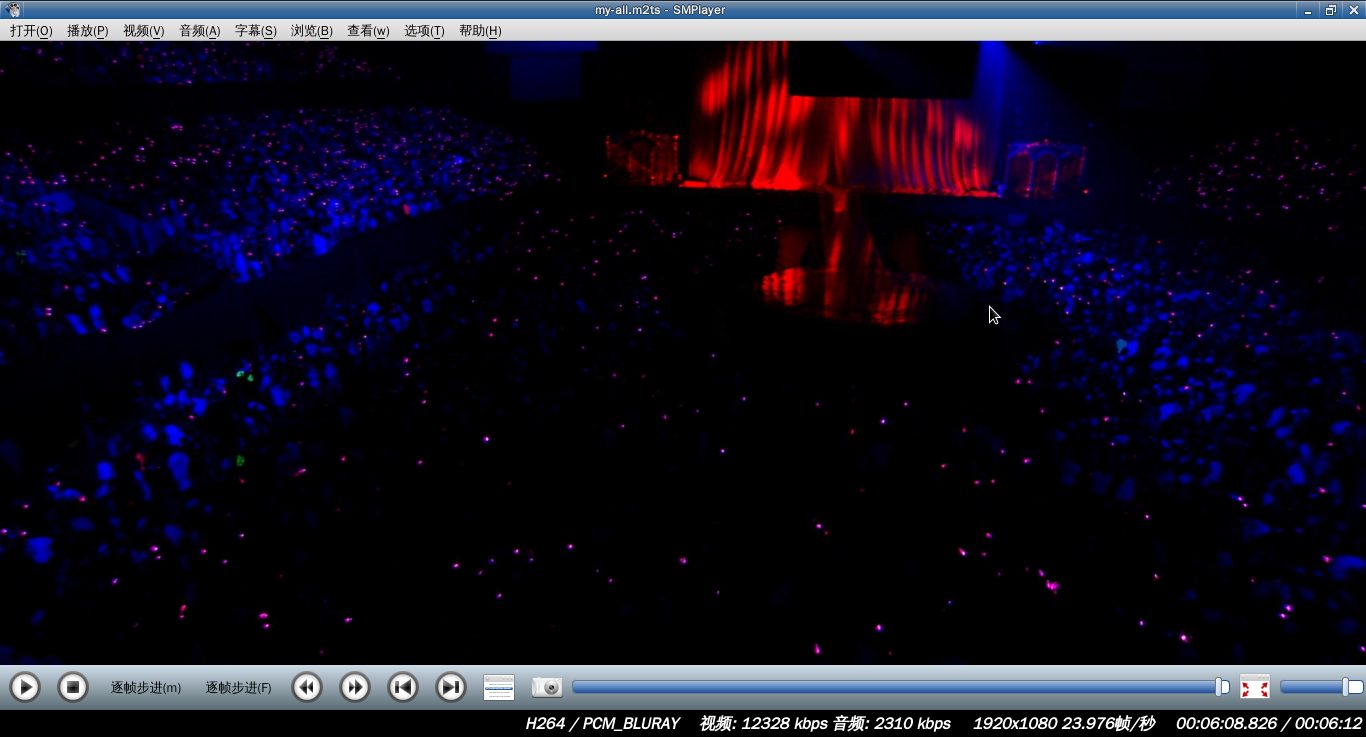 my-all.m2ts - SMPlayer
打开(O) 播放(P) 视频(V) 音频(A) 字幕(S) 浏览(B) 查看(w) 选项(T) 帮助(H)
逐帧步进(m) 逐帧步进(F)
H264 / PCM_BLURAY 视频: 12328 kbps 音频: 2310 kbps 1920x1080 23.976帧/秒 00:06:08.826 / 00:06:12